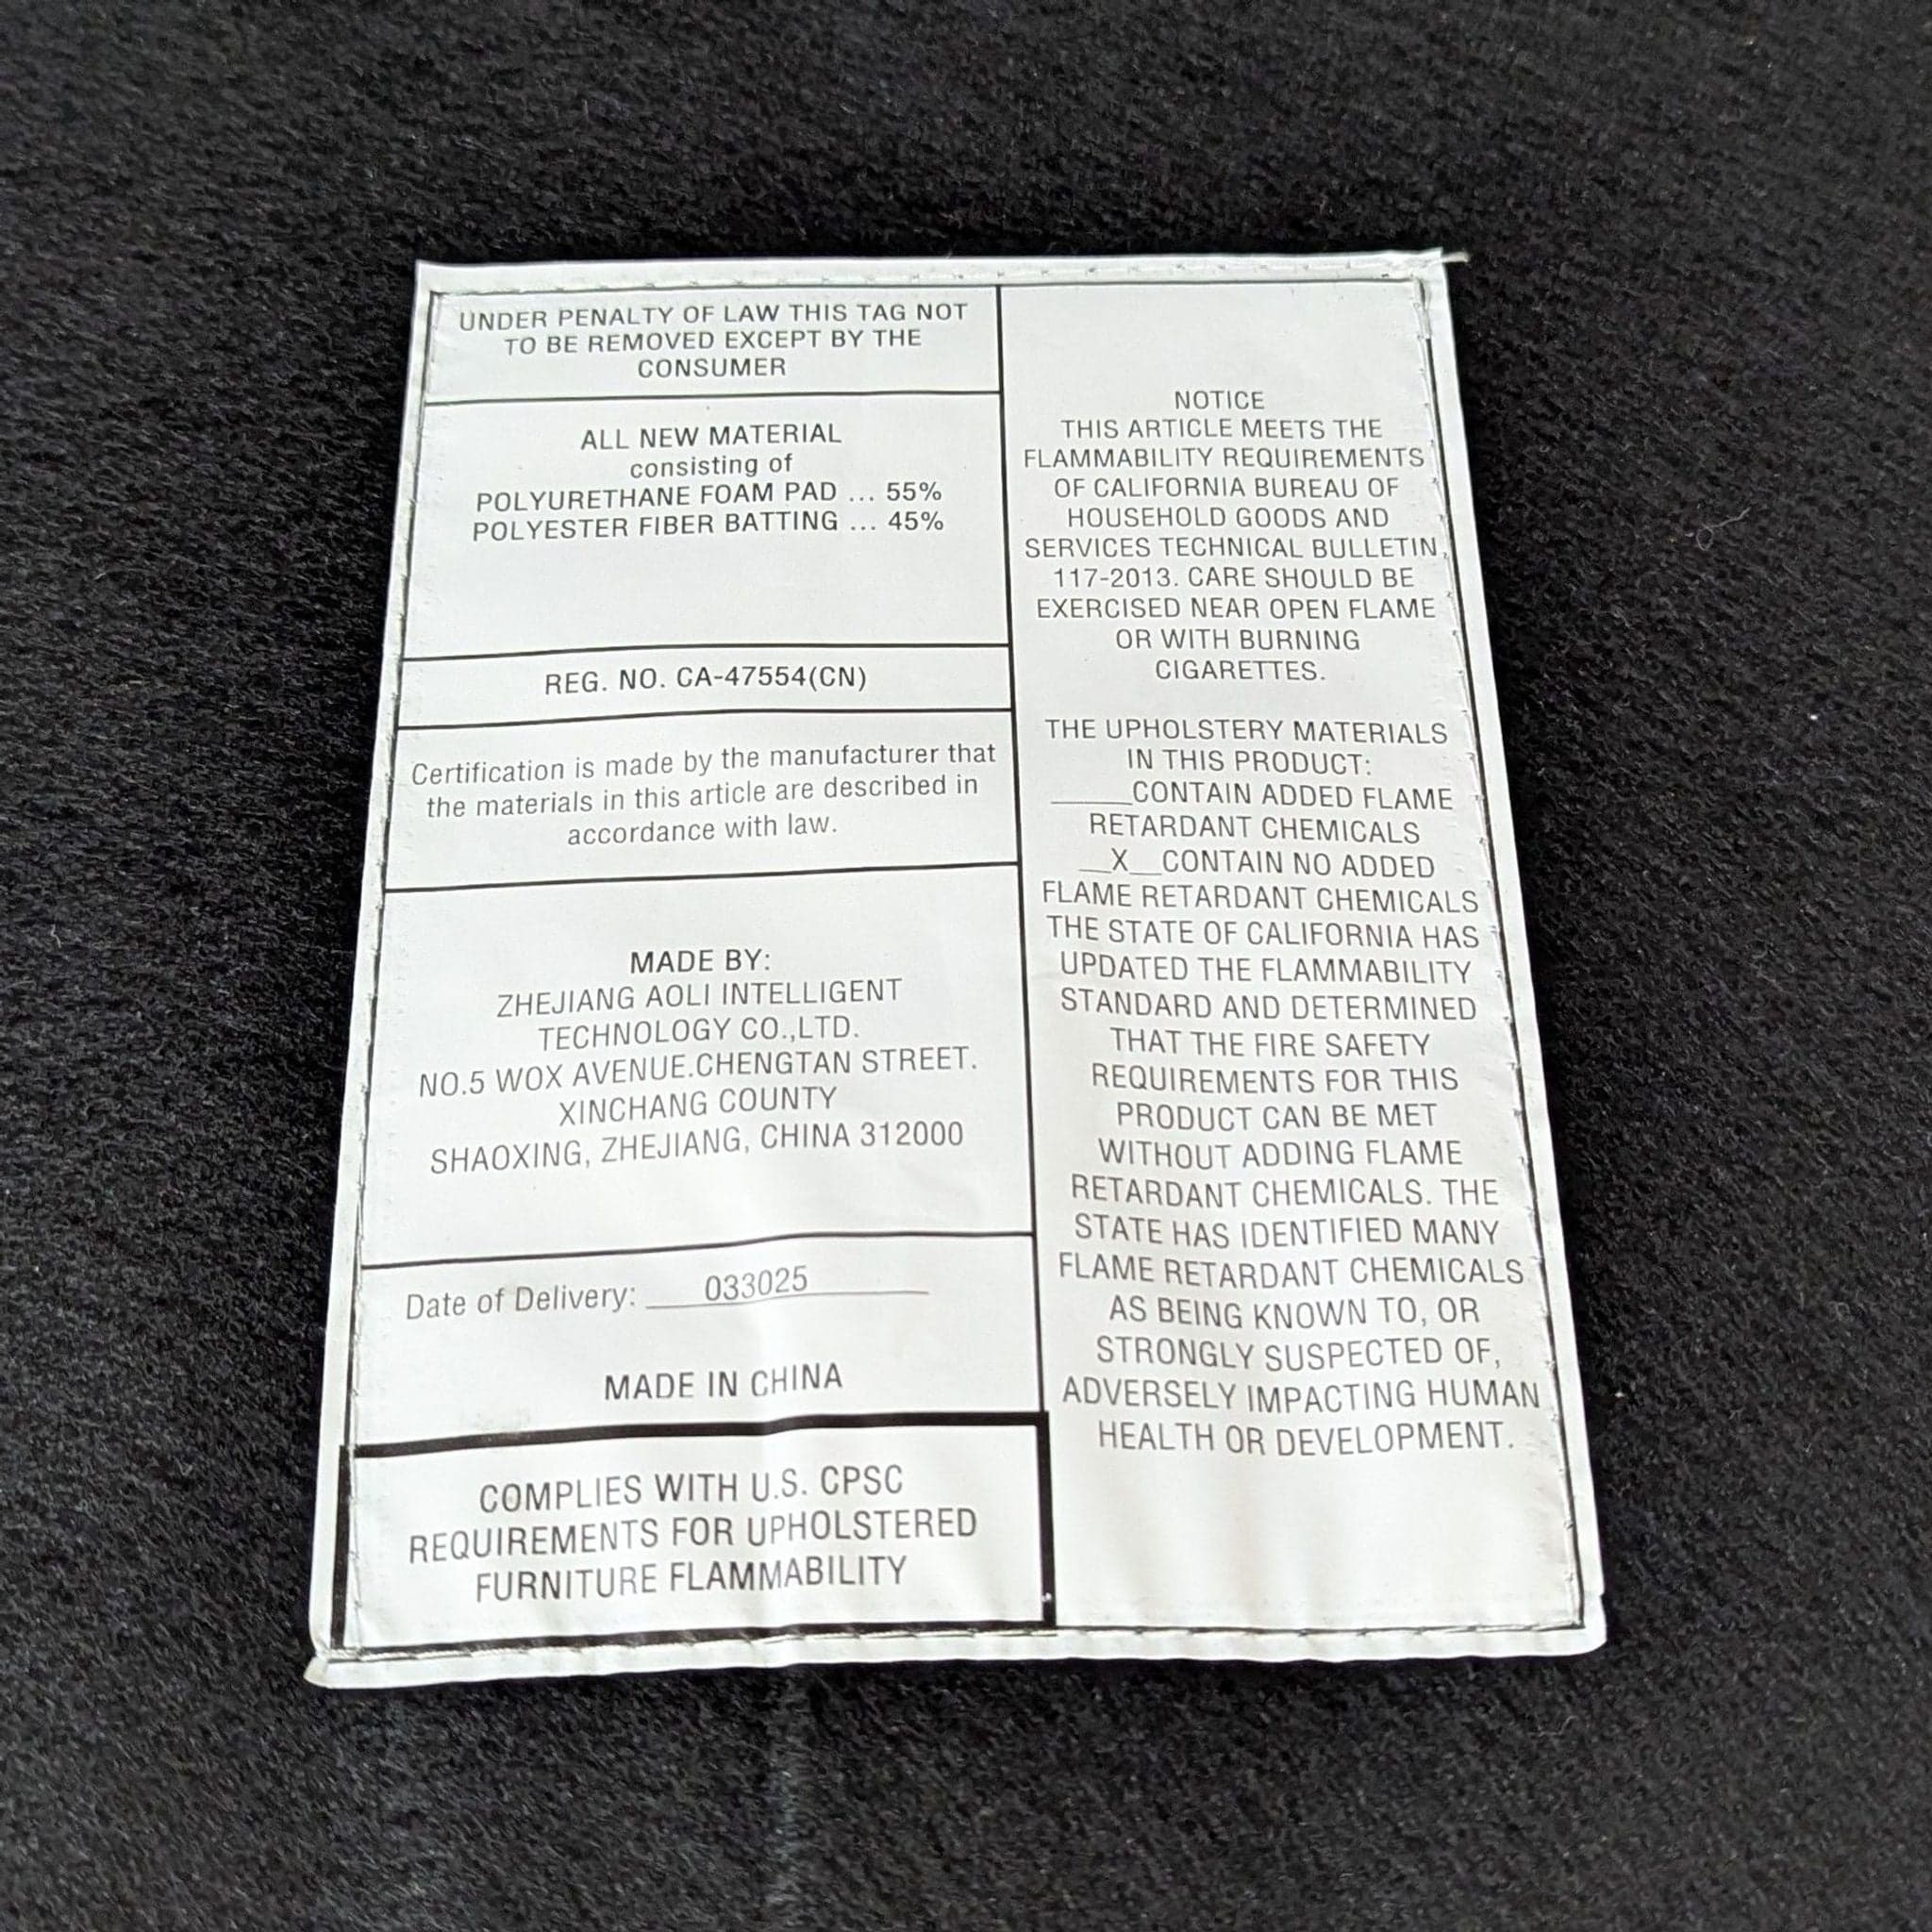 UNDER PENALTY OF LAW THIS TAG NOT
TO BE REMOVED EXCEPT BY THE
CONSUMER
ALL NEW MATERIAL
consisting of
POLYURETHANE FOAM PAD ... 55%
POLYESTER FIBER BATTING ... 45%
REG. NO. CA-47554(CN)
Certification is made by the manufacturer that
the materials in this article are described in
accordance with law.
MADE BY:
ZHEJIANG AOLI INTELLIGENT
TECHNOLOGY CO.,LTD.
NO.5 WOX AVENUE.CHENGTAN STREET.
XINCHANG COUNTY
SHAOXING, ZHEJIANG, CHINA 312000
Date of Delivery: 033025
MADE IN CHINA
COMPLIES WITH U.S. CPSC
REQUIREMENTS FOR UPHOLSTERED
FURNITURE FLAMMABILITY
NOTICE
THIS ARTICLE MEETS THE
FLAMMABILITY REQUIREMENTS
OF CALIFORNIA BUREAU OF
HOUSEHOLD GOODS AND
SERVICES TECHNICAL BULLETIN
117-2013. CARE SHOULD BE
EXERCISED NEAR OPEN FLAME
OR WITH BURNING
CIGARETTES.
THE UPHOLSTERY MATERIALS
IN THIS PRODUCT:
_____CONTAIN ADDED FLAME
RETARDANT CHEMICALS
__X__CONTAIN NO ADDED
FLAME RETARDANT CHEMICALS
THE STATE OF CALIFORNIA HAS
UPDATED THE FLAMMABILITY
STANDARD AND DETERMINED
THAT THE FIRE SAFETY
REQUIREMENTS FOR THIS
PRODUCT CAN BE MET
WITHOUT ADDING FLAME
RETARDANT CHEMICALS. THE
STATE HAS IDENTIFIED MANY
FLAME RETARDANT CHEMICALS
AS BEING KNOWN TO, OR
STRONGLY SUSPECTED OF,
ADVERSELY IMPACTING HUMAN
HEALTH OR DEVELOPMENT.